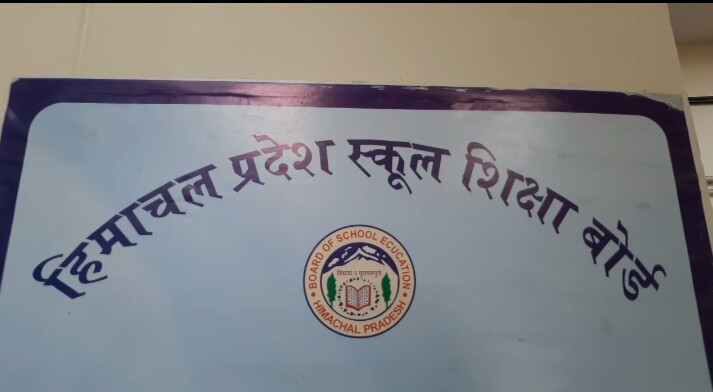 हिमाचल प्रदेश स्कूल शिक्षा बोर्ड
BOARD OF SCHOOL EDUCATION
HIMACHAL PRADESH